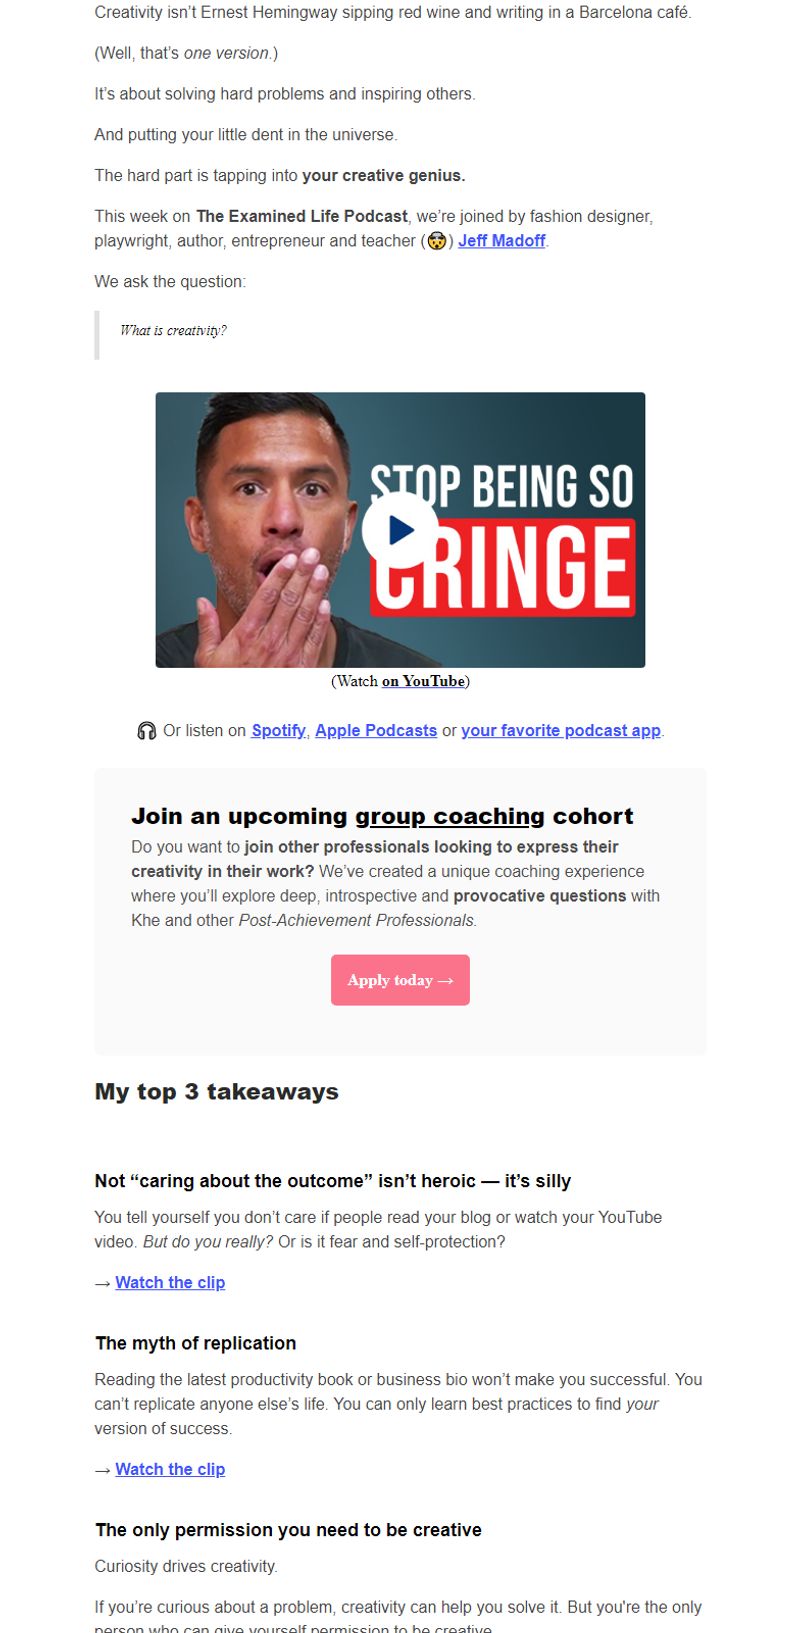 Creativity isn’t Ernest Hemingway sipping red wine and writing in a Barcelona café.
(Well, that’s one version.)
It’s about solving hard problems and inspiring others.
And putting your little dent in the universe.
The hard part is tapping into your creative genius.
This week on The Examined Life Podcast, we’re joined by fashion designer,
playwright, author, entrepreneur and teacher (🤯) Jeff Madoff.
We ask the question:
What is creativity?
STOP BEING SO
CRINGE
(Watch on YouTube)
🎧 Or listen on Spotify, Apple Podcasts or your favorite podcast app.
Join an upcoming group coaching cohort
Do you want to join other professionals looking to express their
creativity in their work? We’ve created a unique coaching experience
where you’ll explore deep, introspective and provocative questions with
Khe and other Post-Achievement Professionals.
Apply today →
My top 3 takeaways
Not “caring about the outcome” isn’t heroic — it’s silly
You tell yourself you don’t care if people read your blog or watch your YouTube
video. But do you really? Or is it fear and self-protection?
→ Watch the clip
The myth of replication
Reading the latest productivity book or business bio won’t make you successful. You
can’t replicate anyone else’s life. You can only learn best practices to find your
version of success.
→ Watch the clip
The only permission you need to be creative
Curiosity drives creativity.
If you’re curious about a problem, creativity can help you solve it. But you're the only
person who can give yourself permission to be creative.